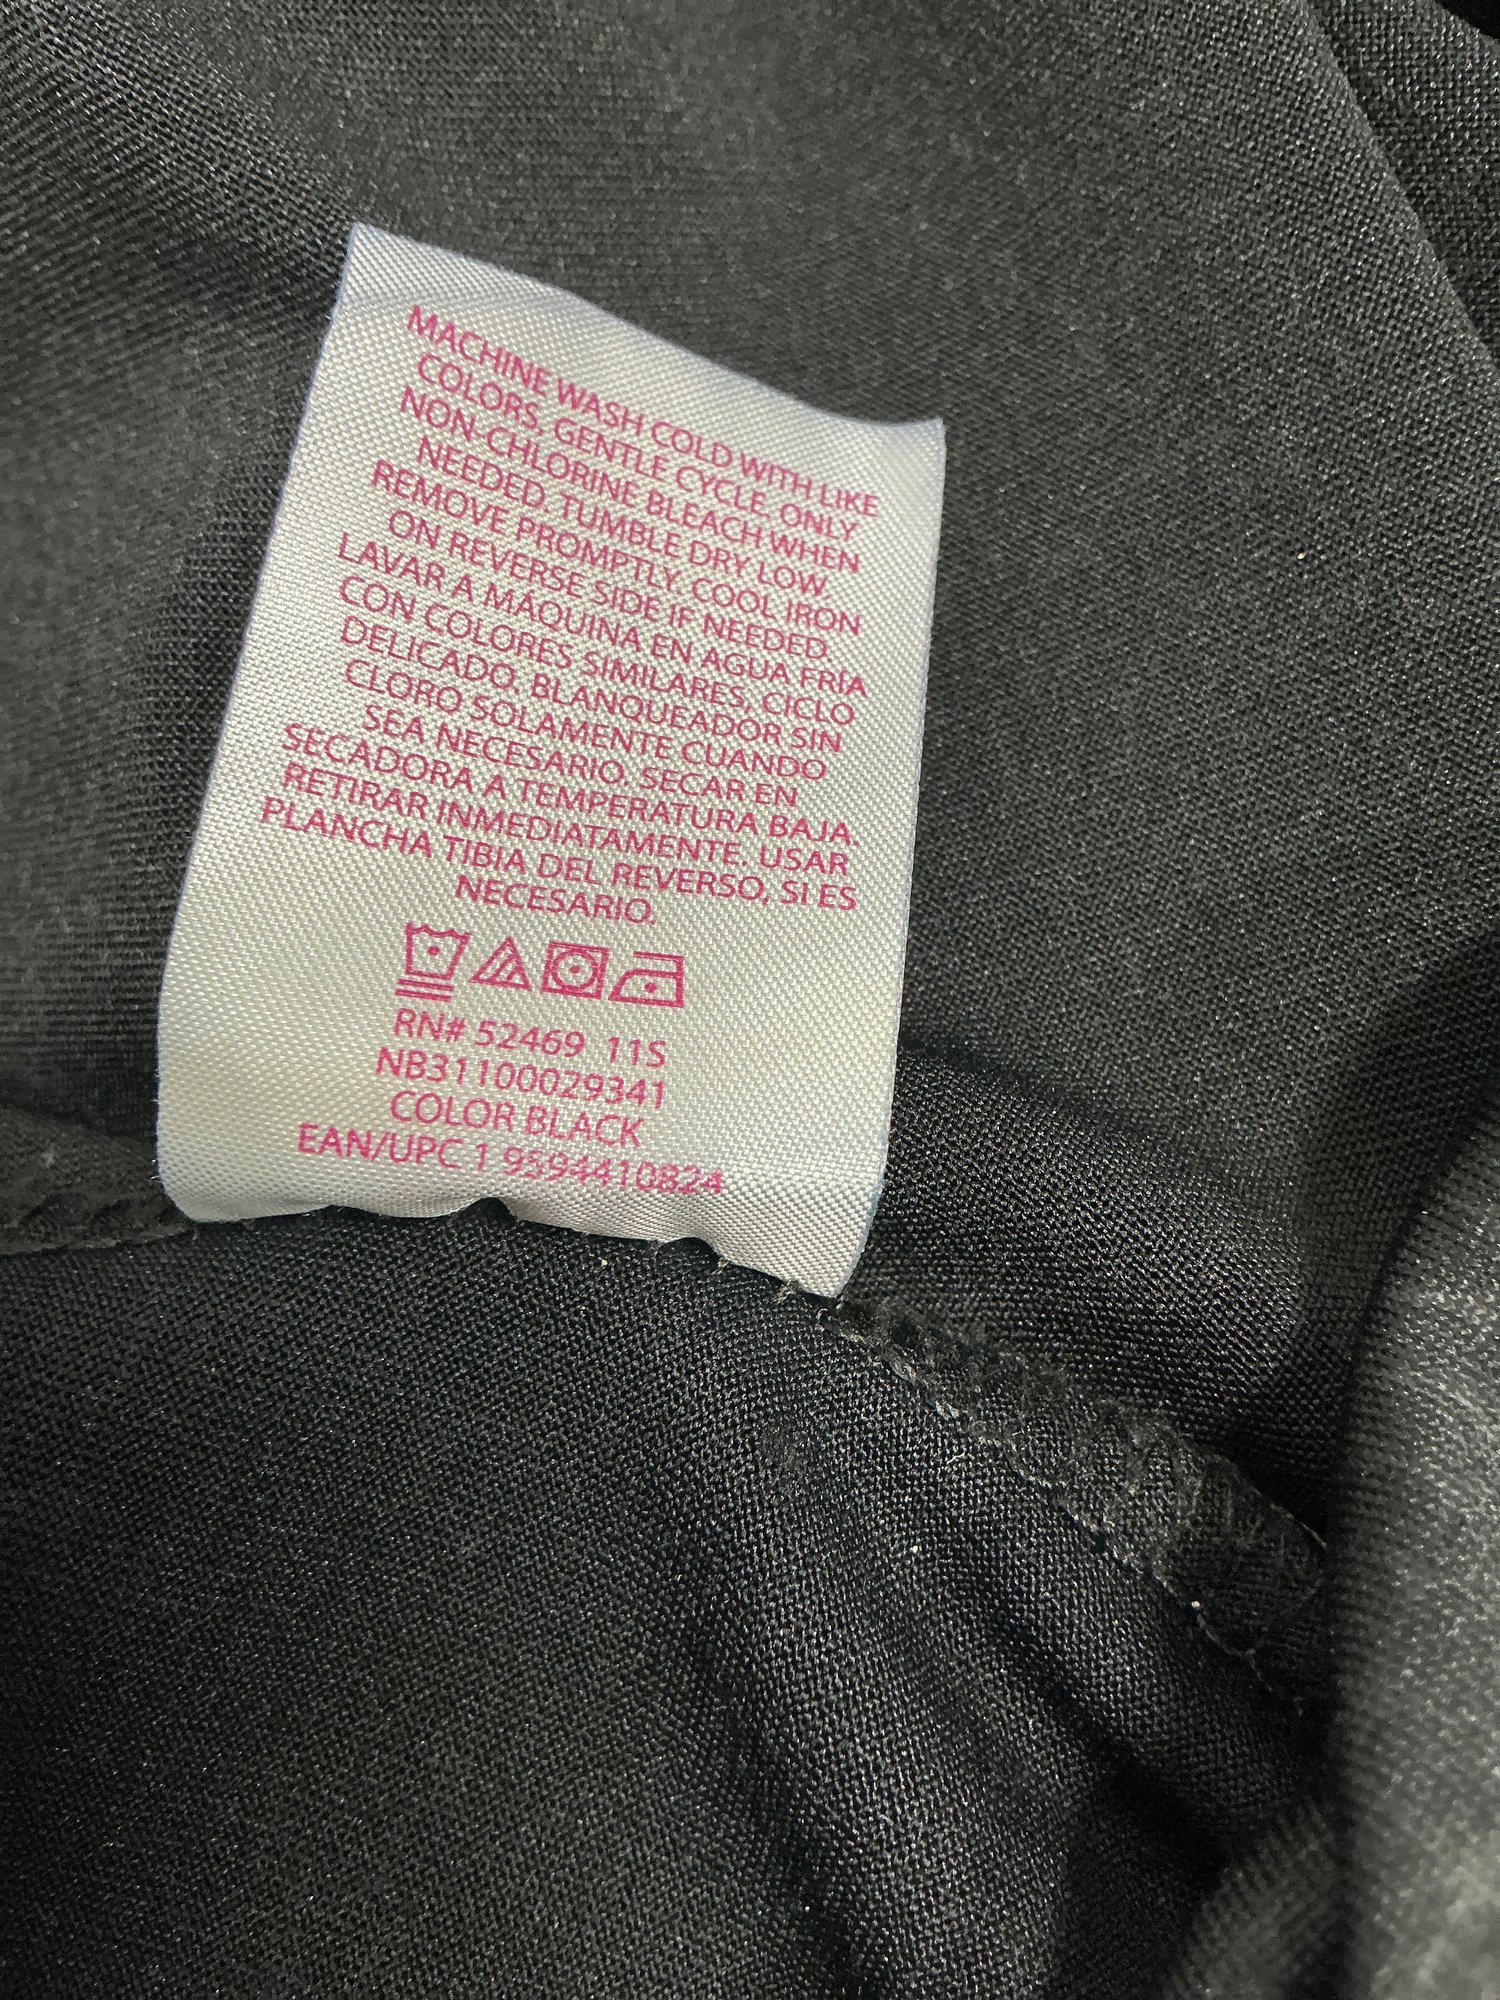 MACHINE WASH COLD WITH LIKE
COLORS, GENTLE CYCLE. ONLY
NON-CHLORINE BLEACH WHEN
NEEDED. TUMBLE DRY LOW.
REMOVE PROMPTLY. COOL IRON
ON REVERSE SIDE IF NEEDED.
LAVAR A MÁQUINA EN AGUA FRÍA
CON COLORES SIMILARES, CICLO
DELICADO. BLANQUEADOR SIN
CLORO SOLAMENTE CUANDO
SEA NECESARIO. SECAR EN
SECADORA A TEMPERATURA BAJA.
RETIRAR INMEDIATAMENTE. USAR
PLANCHA TIBIA DEL REVERSO, SI ES
NECESARIO.
RN# 52469 11S
NB31100029341
COLOR BLACK
EAN/UPC 1 9594410824